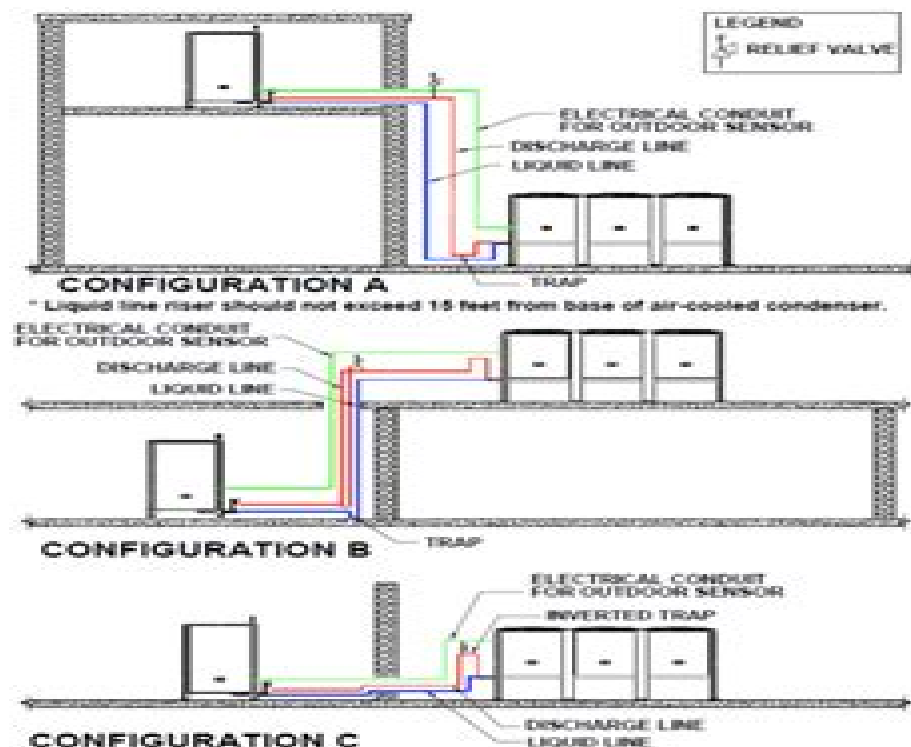 LEGEND
RELIEF VALVE
ELECTRICAL CONDUIT
FOR OUTDOOR SENSOR
DISCHARGE LINE
LIQUID LINE
TRAP
CONFIGURATION A
* Liquid line riser should not exceed 15 feet from base of air-cooled condenser.
ELECTRICAL CONDUIT
FOR OUTDOOR SENSOR
DISCHARGE LINE
LIQUID LINE
TRAP
CONFIGURATION B
ELECTRICAL CONDUIT
FOR OUTDOOR SENSOR
INVERTED TRAP
DISCHARGE LINE
LIQUID LINE
CONFIGURATION C